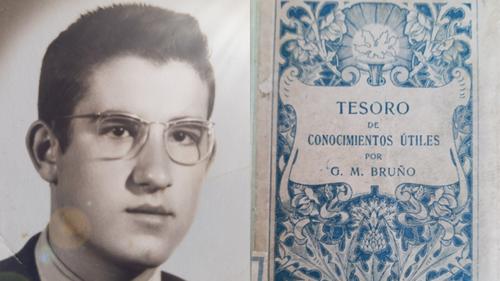 TESORO
DE
CONOCIMIENTOS ÚTILES
POR
G. M. BRUÑO